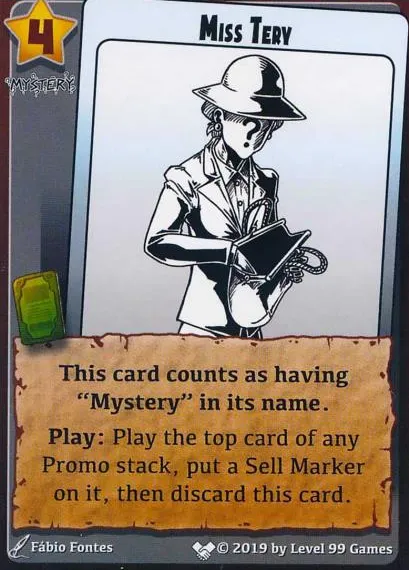 4
MYSTERY
MISS TERY
?
This card counts as having
“Mystery” in its name.
Play: Play the top card of any
Promo stack, put a Sell Marker
on it, then discard this card.
Fábio Fontes
© 2019 by Level 99 Games